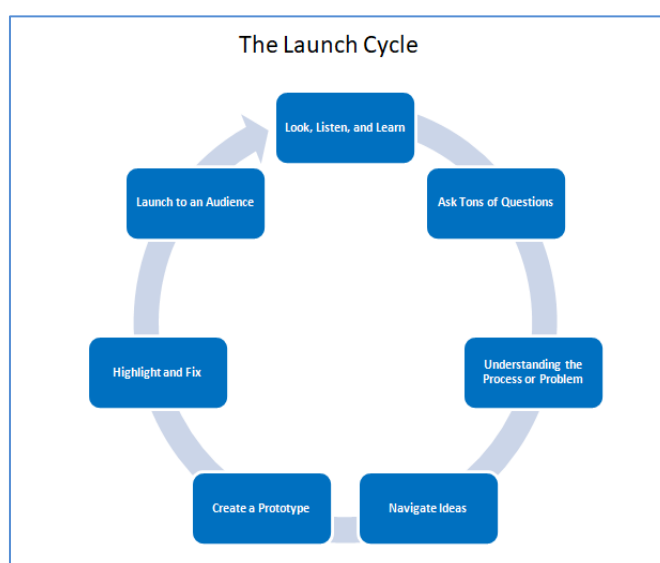 The Launch Cycle
Look, Listen, and Learn
Ask Tons of Questions
Understanding the
Process or Problem
Navigate Ideas
Create a Prototype
Highlight and Fix
Launch to an Audience